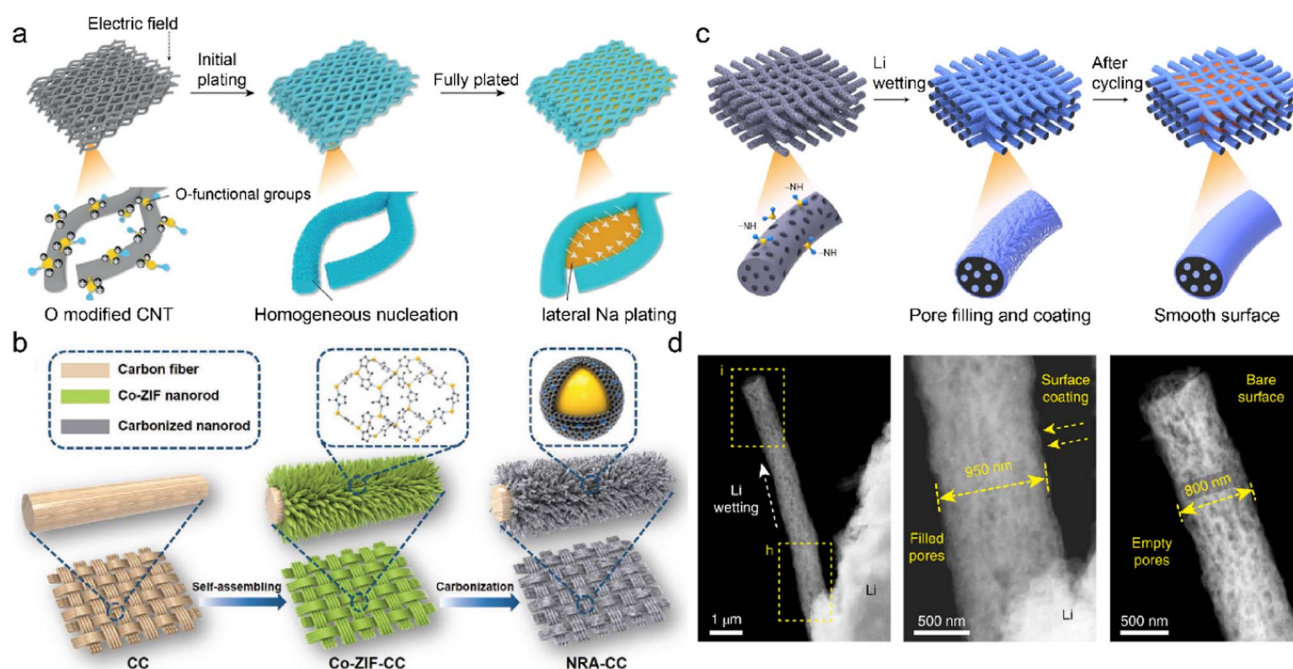 a
Electric field
Initial
plating
Fully plated
O-functional groups
O modified CNT
Homogeneous nucleation
lateral Na plating
c
Li
wetting
After
cycling
–NH
–NH
–NH
–NH
Pore filling and coating
Smooth surface
b
Carbon fiber
Co-ZIF nanorod
Carbonized nanorod
Self-assembling
Carbonization
CC
Co-ZIF-CC
NRA-CC
d
i
Li
wetting
h
Li
1 μm
Surface
coating
950 nm
Filled
pores
Li
500 nm
Bare
surface
800 nm
Empty
pores
500 nm